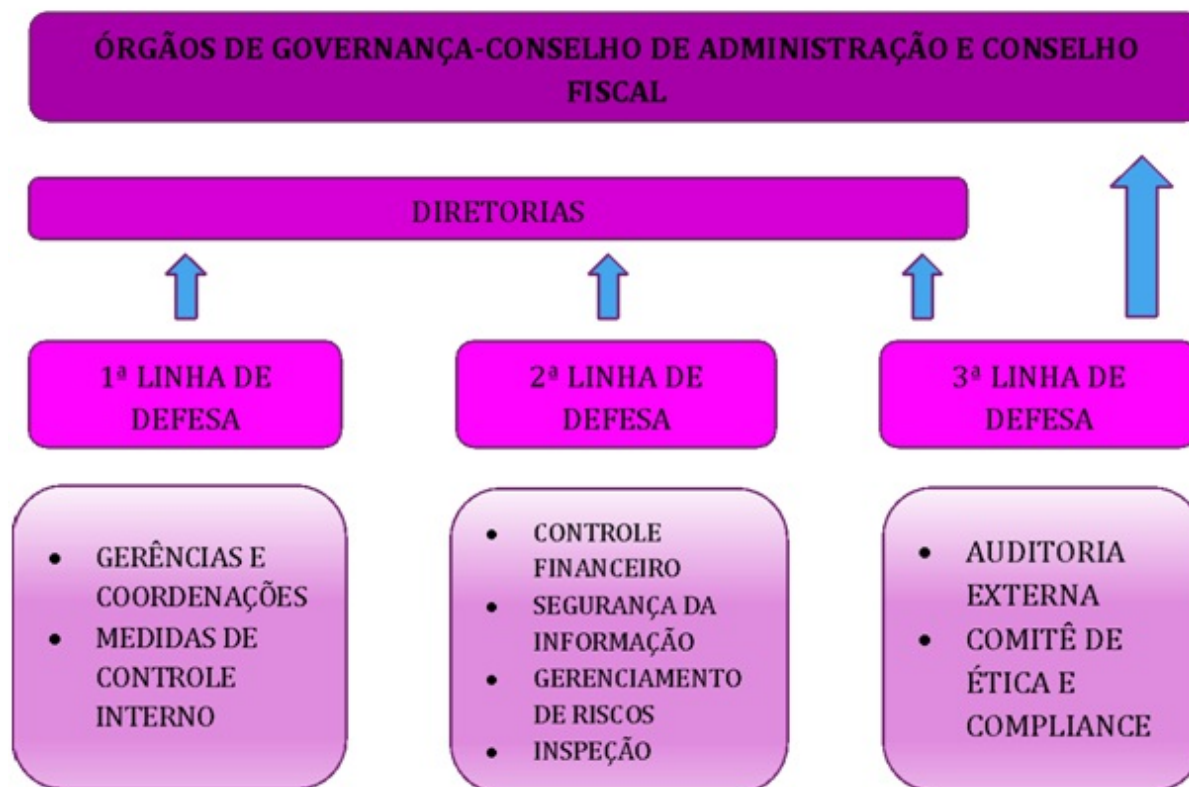 ÓRGÃOS DE GOVERNANÇA-CONSELHO DE ADMINISTRAÇÃO E CONSELHO
FISCAL
DIRETORIAS
1ª LINHA DE
DEFESA
2ª LINHA DE
DEFESA
3ª LINHA DE
DEFESA
• GERÊNCIAS E
COORDENAÇÕES
• MEDIDAS DE
CONTROLE
INTERNO
• CONTROLE
FINANCEIRO
• SEGURANÇA DA
INFORMAÇÃO
• GERENCIAMENTO
DE RISCOS
• INSPEÇÃO
• AUDITORIA
EXTERNA
• COMITÊ DE
ÉTICA E
COMPLIANCE